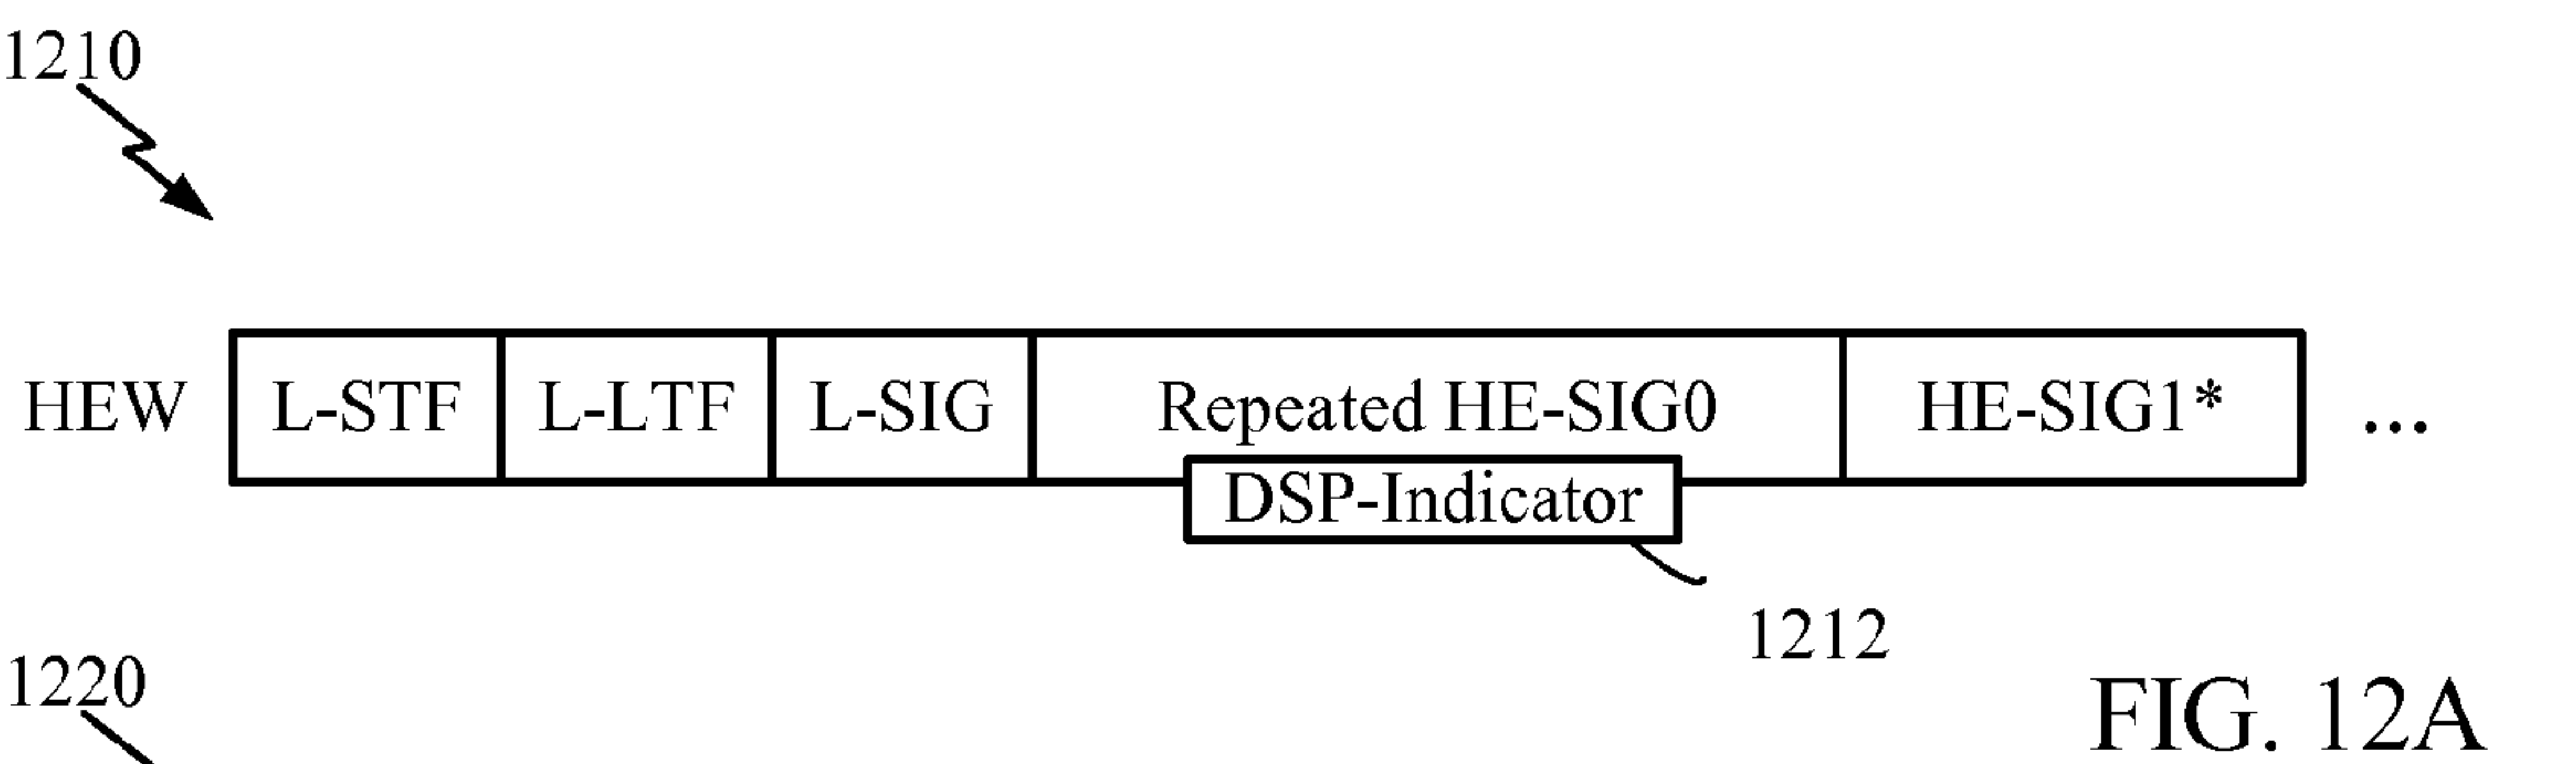 1210
HEW L-STF L-LTF L-SIG Repeated HE-SIG0 HE-SIG1* ...
DSP-Indicator
1212
1220
FIG. 12A